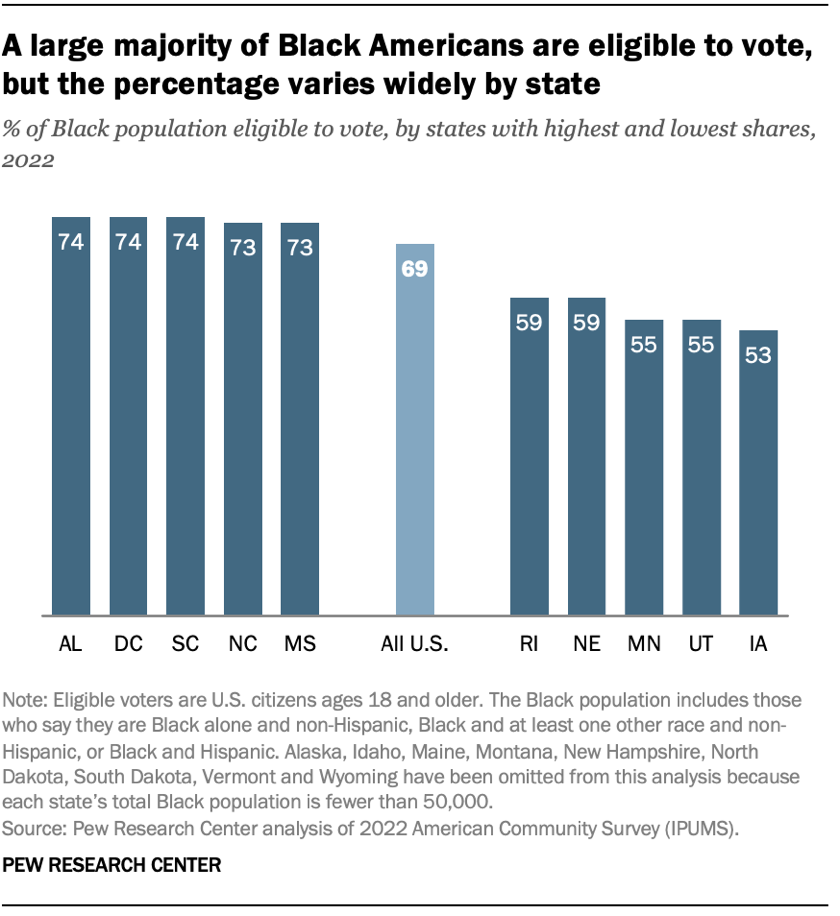 A large majority of Black Americans are eligible to vote,
but the percentage varies widely by state
% of Black population eligible to vote, by states with highest and lowest shares,
2022
74 74 74 73 73 69 59 59 55 55 53
AL DC SC NC MS All U.S. RI NE MN UT IA
Note: Eligible voters are U.S. citizens ages 18 and older. The Black population includes those
who say they are Black alone and non-Hispanic, Black and at least one other race and non-
Hispanic, or Black and Hispanic. Alaska, Idaho, Maine, Montana, New Hampshire, North
Dakota, South Dakota, Vermont and Wyoming have been omitted from this analysis because
each state’s total Black population is fewer than 50,000.
Source: Pew Research Center analysis of 2022 American Community Survey (IPUMS).
PEW RESEARCH CENTER